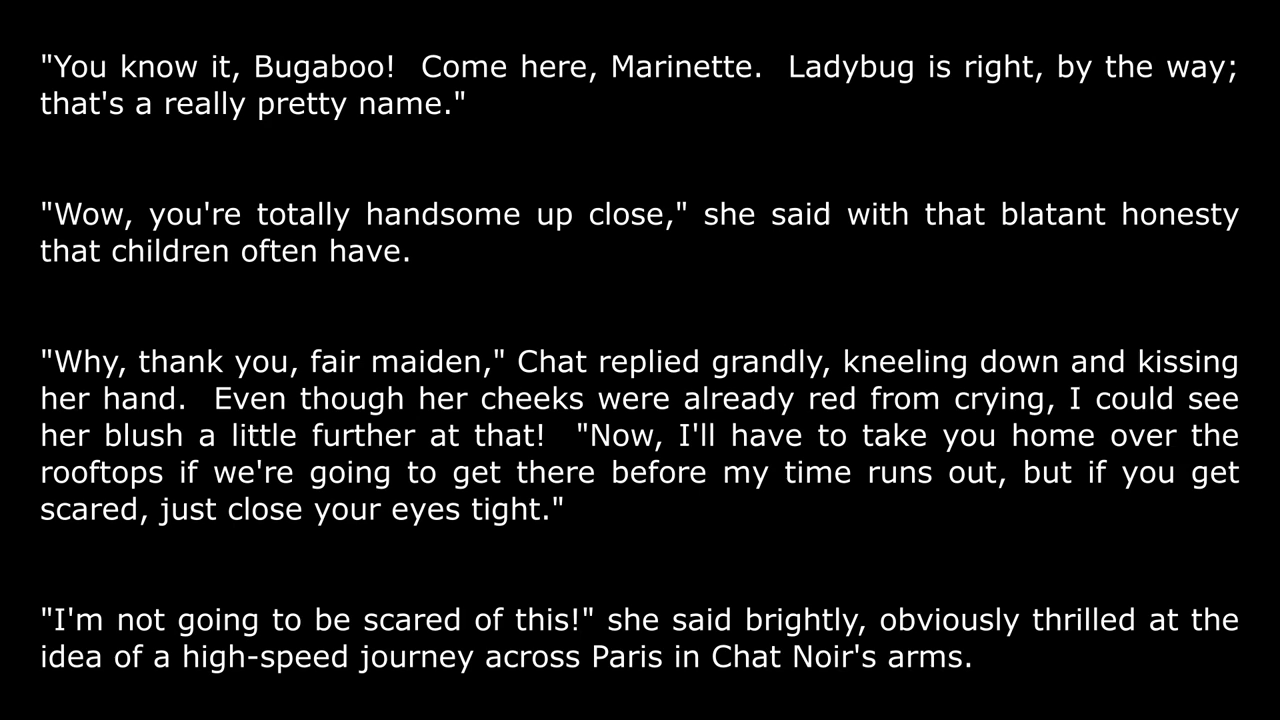 "You know it, Bugaboo!  Come here, Marinette.  Ladybug is right, by the way;
that's a really pretty name."
"Wow, you're totally handsome up close," she said with that blatant honesty
that children often have.
"Why, thank you, fair maiden," Chat replied grandly, kneeling down and kissing
her hand.  Even though her cheeks were already red from crying, I could see
her blush a little further at that!  "Now, I'll have to take you home over the
rooftops if we're going to get there before my time runs out, but if you get
scared, just close your eyes tight."
"I'm not going to be scared of this!" she said brightly, obviously thrilled at the
idea of a high-speed journey across Paris in Chat Noir's arms.